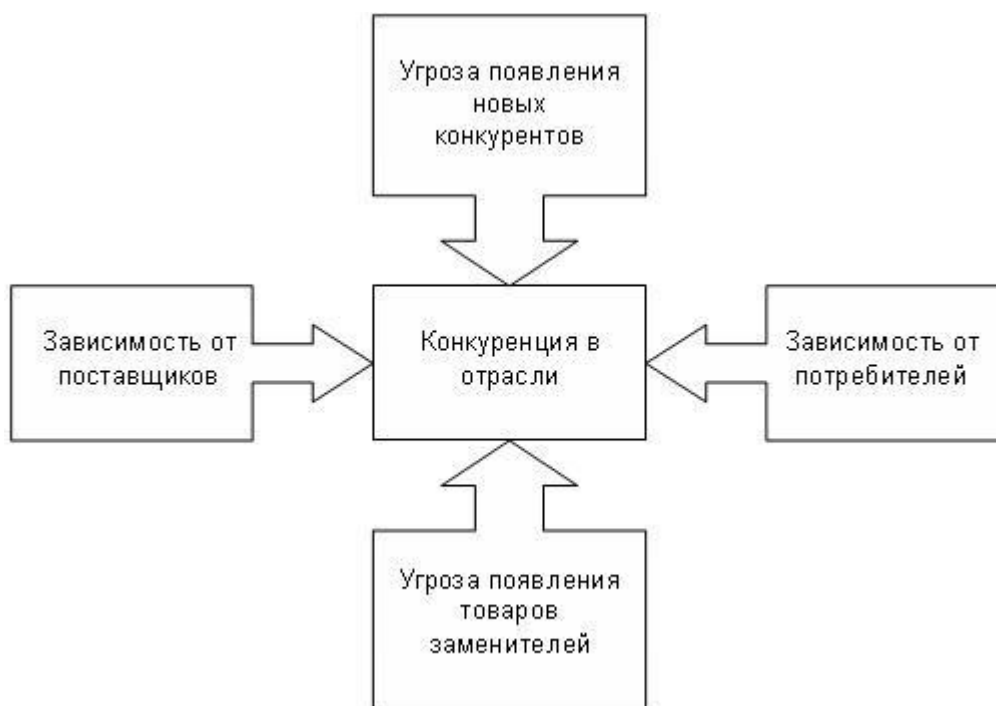 Угроза появления
новых
конкурентов
Зависимость от
поставщиков
Конкуренция в
отрасли
Зависимость от
потребителей
Угроза появления
товаров
заменителей